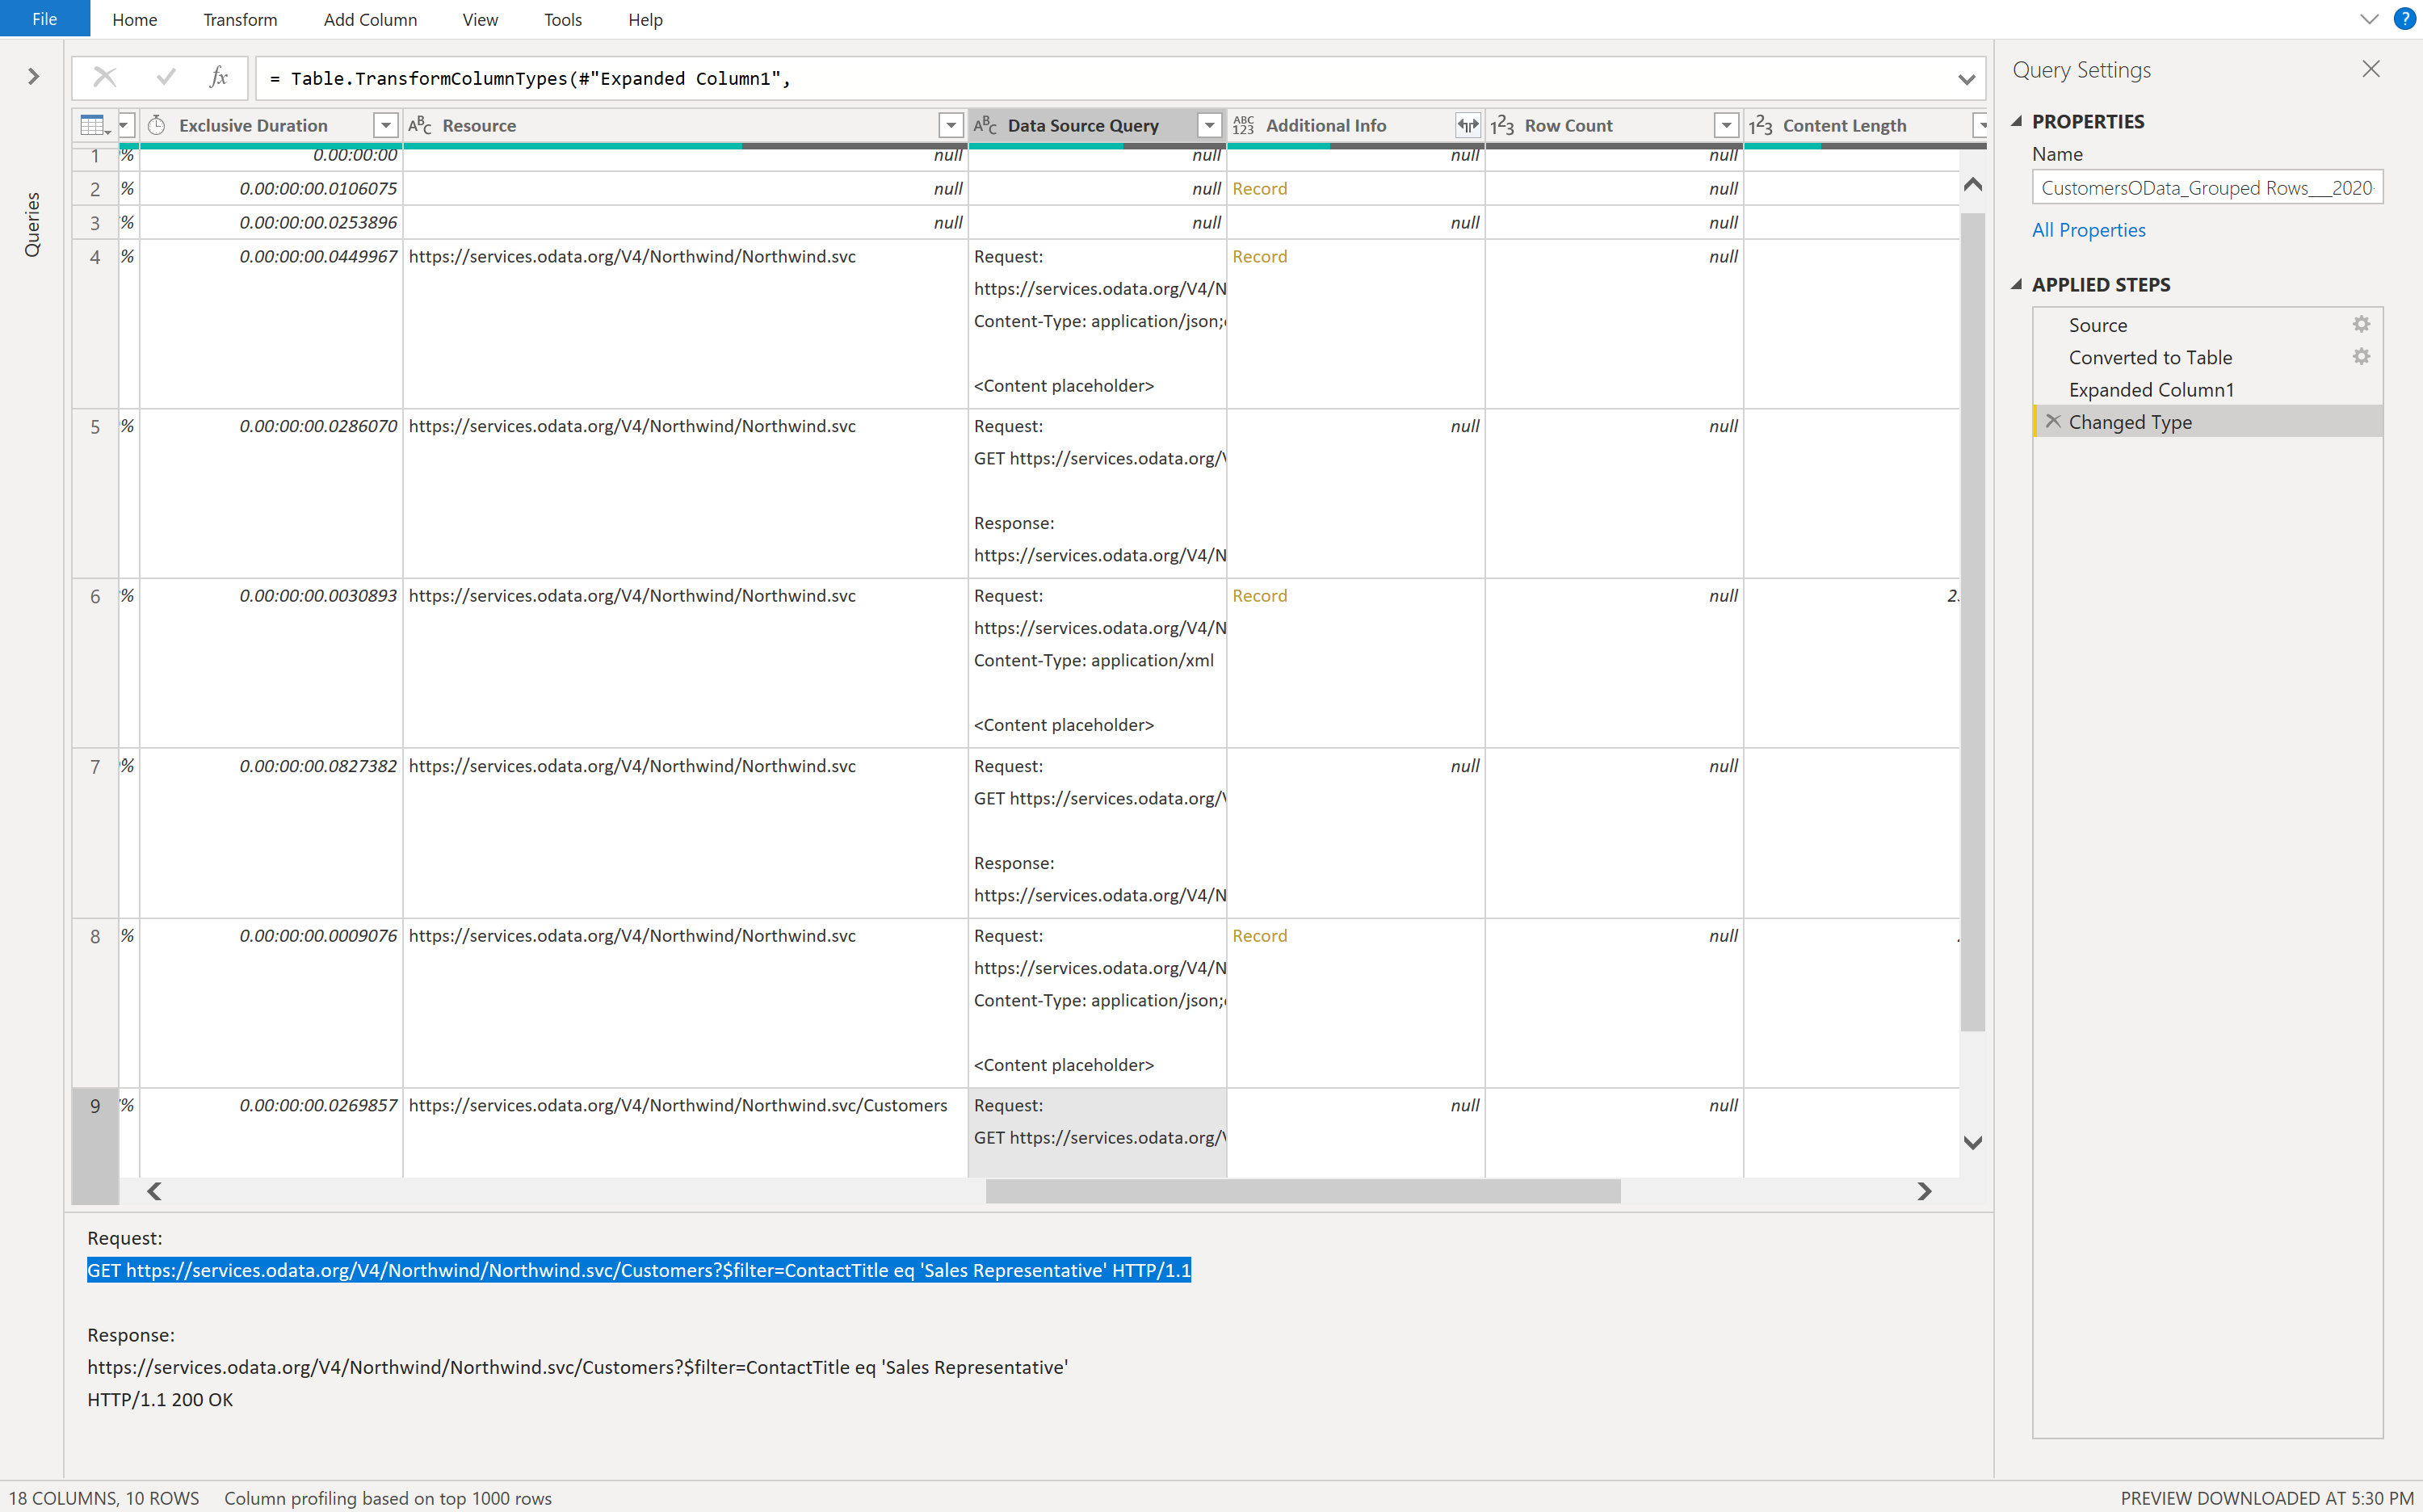 File Home Transform Add Column View Tools Help ?
fx = Table.TransformColumnTypes(#"Expanded Column1",
Queries
Exclusive Duration ABC Resource ABC Data Source Query ABC 123 Additional Info 123 Row Count 123 Content Length
1 % 0.00:00:00 null null null null
2 % 0.00:00:00.0106075 null null Record null
3 % 0.00:00:00.0253896 null null null null
4 % 0.00:00:00.0449967 https://services.odata.org/V4/Northwind/Northwind.svc Request: Record null
https://services.odata.org/V4/N
Content-Type: application/json;
<Content placeholder>
5 % 0.00:00:00.0286070 https://services.odata.org/V4/Northwind/Northwind.svc Request: null null
GET https://services.odata.org/
Response:
https://services.odata.org/V4/N
6 % 0.00:00:00.0030893 https://services.odata.org/V4/Northwind/Northwind.svc Request: Record null 2.
https://services.odata.org/V4/N
Content-Type: application/xml
<Content placeholder>
7 % 0.00:00:00.0827382 https://services.odata.org/V4/Northwind/Northwind.svc Request: null null
GET https://services.odata.org/
Response:
https://services.odata.org/V4/N
8 % 0.00:00:00.0009076 https://services.odata.org/V4/Northwind/Northwind.svc Request: Record null
https://services.odata.org/V4/N
Content-Type: application/json;
<Content placeholder>
9 % 0.00:00:00.0269857 https://services.odata.org/V4/Northwind/Northwind.svc/Customers Request: null null
GET https://services.odata.org/
Request:
GET https://services.odata.org/V4/Northwind/Northwind.svc/Customers?$filter=ContactTitle eq 'Sales Representative' HTTP/1.1
Response:
https://services.odata.org/V4/Northwind/Northwind.svc/Customers?$filter=ContactTitle eq 'Sales Representative'
HTTP/1.1 200 OK
Query Settings
PROPERTIES
Name
CustomersOData_Grouped Rows___2020
All Properties
APPLIED STEPS
Source
Converted to Table
Expanded Column1
Changed Type
18 COLUMNS, 10 ROWS Column profiling based on top 1000 rows PREVIEW DOWNLOADED AT 5:30 PM